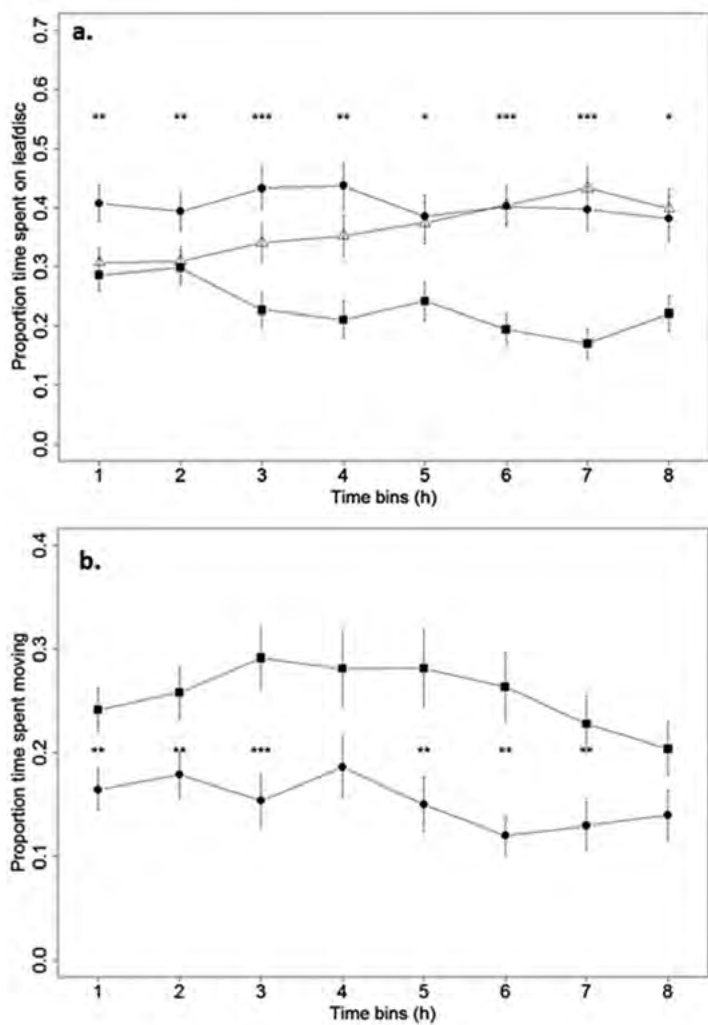 a.
Proportion time spent on leafdisc
0.7
0.6
0.5
0.4
0.3
0.2
0.1
0.0
** ** *** ** * *** *** *
1 2 3 4 5 6 7 8
Time bins (h)
b.
Proportion time spent moving
0.4
0.3
0.2
0.1
0.0
** ** *** ** ** **
1 2 3 4 5 6 7 8
Time bins (h)